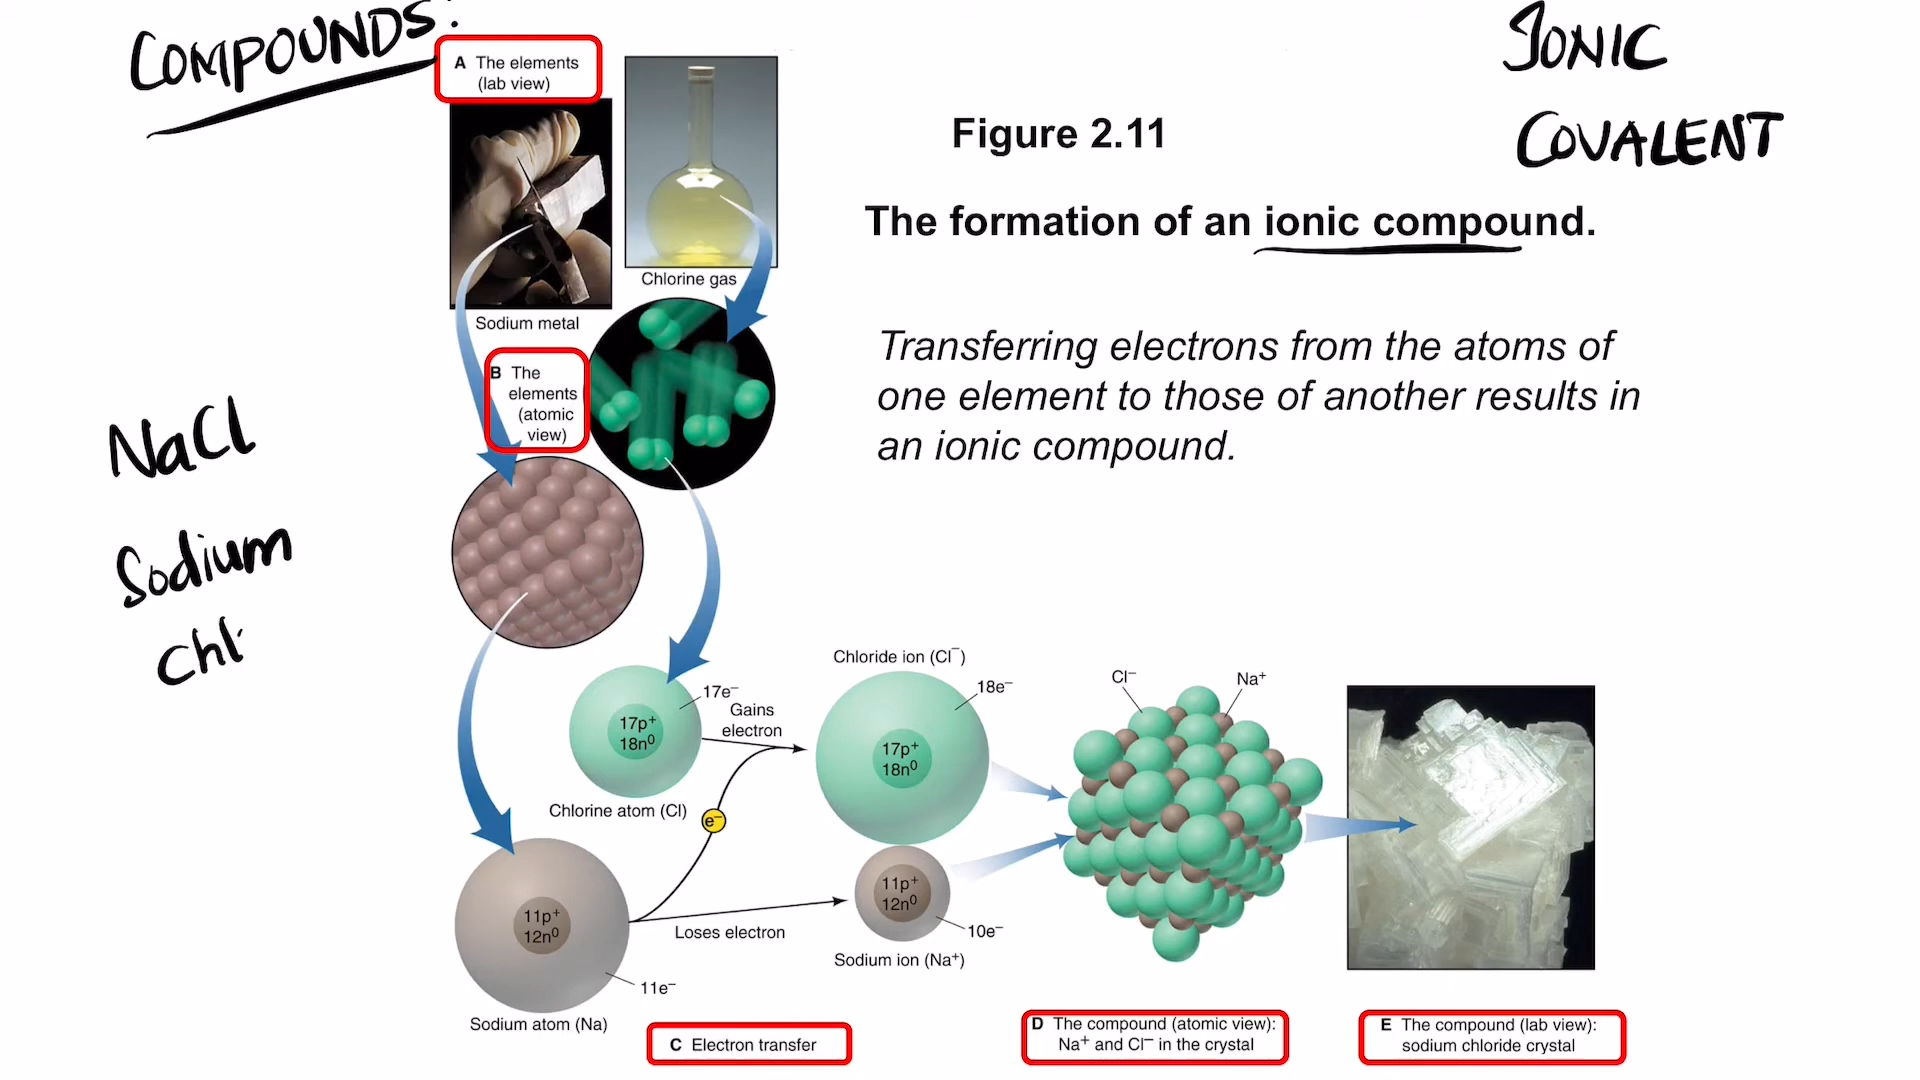 COMPOUNDS:
IONIC
COVALENT
A The elements
(lab view)
Figure 2.11
The formation of an ionic compound.
Chlorine gas
Sodium metal
Transferring electrons from the atoms of
one element to those of another results in
an ionic compound.
B The
elements
(atomic
view)
NaCl
Sodium
Chl
Chloride ion (Cl⁻)
Cl⁻
Na⁺
17e⁻
18e⁻
Gains
electron
17p⁺
18n⁰
17p⁺
18n⁰
Chlorine atom (Cl)
e⁻
11p⁺
12n⁰
11p⁺
12n⁰
Loses electron
10e⁻
Sodium ion (Na⁺)
11e⁻
Sodium atom (Na)
C Electron transfer
D The compound (atomic view):
Na⁺ and Cl⁻ in the crystal
E The compound (lab view):
sodium chloride crystal